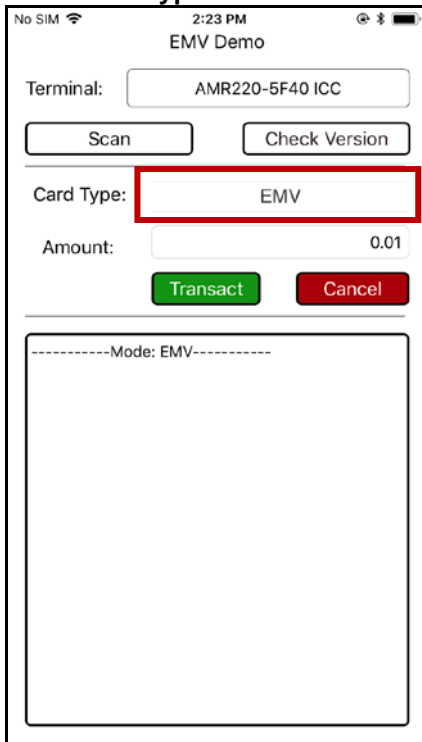 No SIM 2:23 PM
EMV Demo
Terminal: AMR220-5F40 ICC
Scan Check Version
Card Type: EMV
Amount: 0.01
Transact Cancel
-----------Mode: EMV-----------